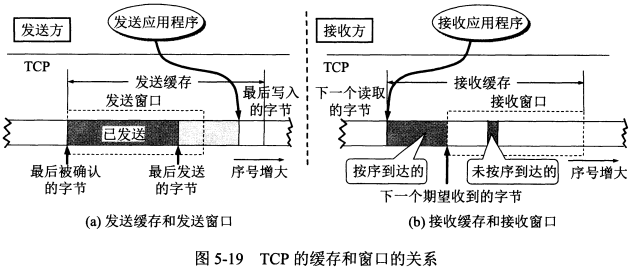 发送方
发送应用程序
TCP
发送缓存
发送窗口
最后写入
的字节
已发送
最后被确认
的字节
最后发送
的字节
序号增大
(a) 发送缓存和发送窗口
接收方
接收应用程序
TCP
接收缓存
下一个读取
的字节
接收窗口
按序到达的
未按序到达的
下一个期望收到的字节
序号增大
(b) 接收缓存和接收窗口
图 5-19 TCP 的缓存和窗口的关系